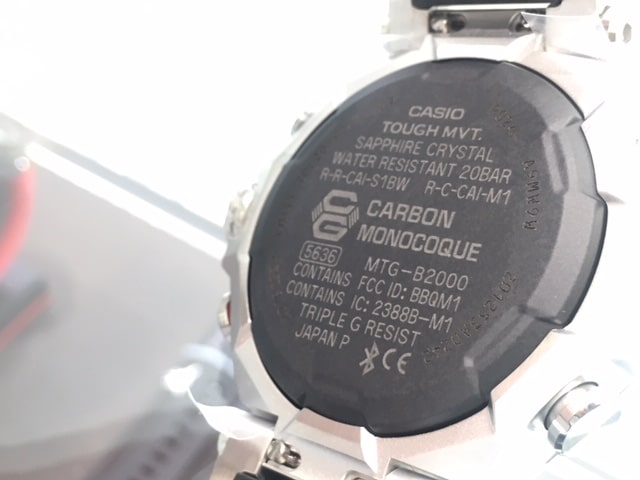 CASIO
TOUGH MVT.
SAPPHIRE CRYSTAL
WATER RESISTANT 20BAR
R-R-CAI-S1BW R-C-CAI-M1
CG CARBON
MONOCOQUE
5636 MTG-B2000
CONTAINS FCC ID: BBQM1
CONTAINS IC: 2388B-M1
TRIPLE G RESIST
JAPAN P CE